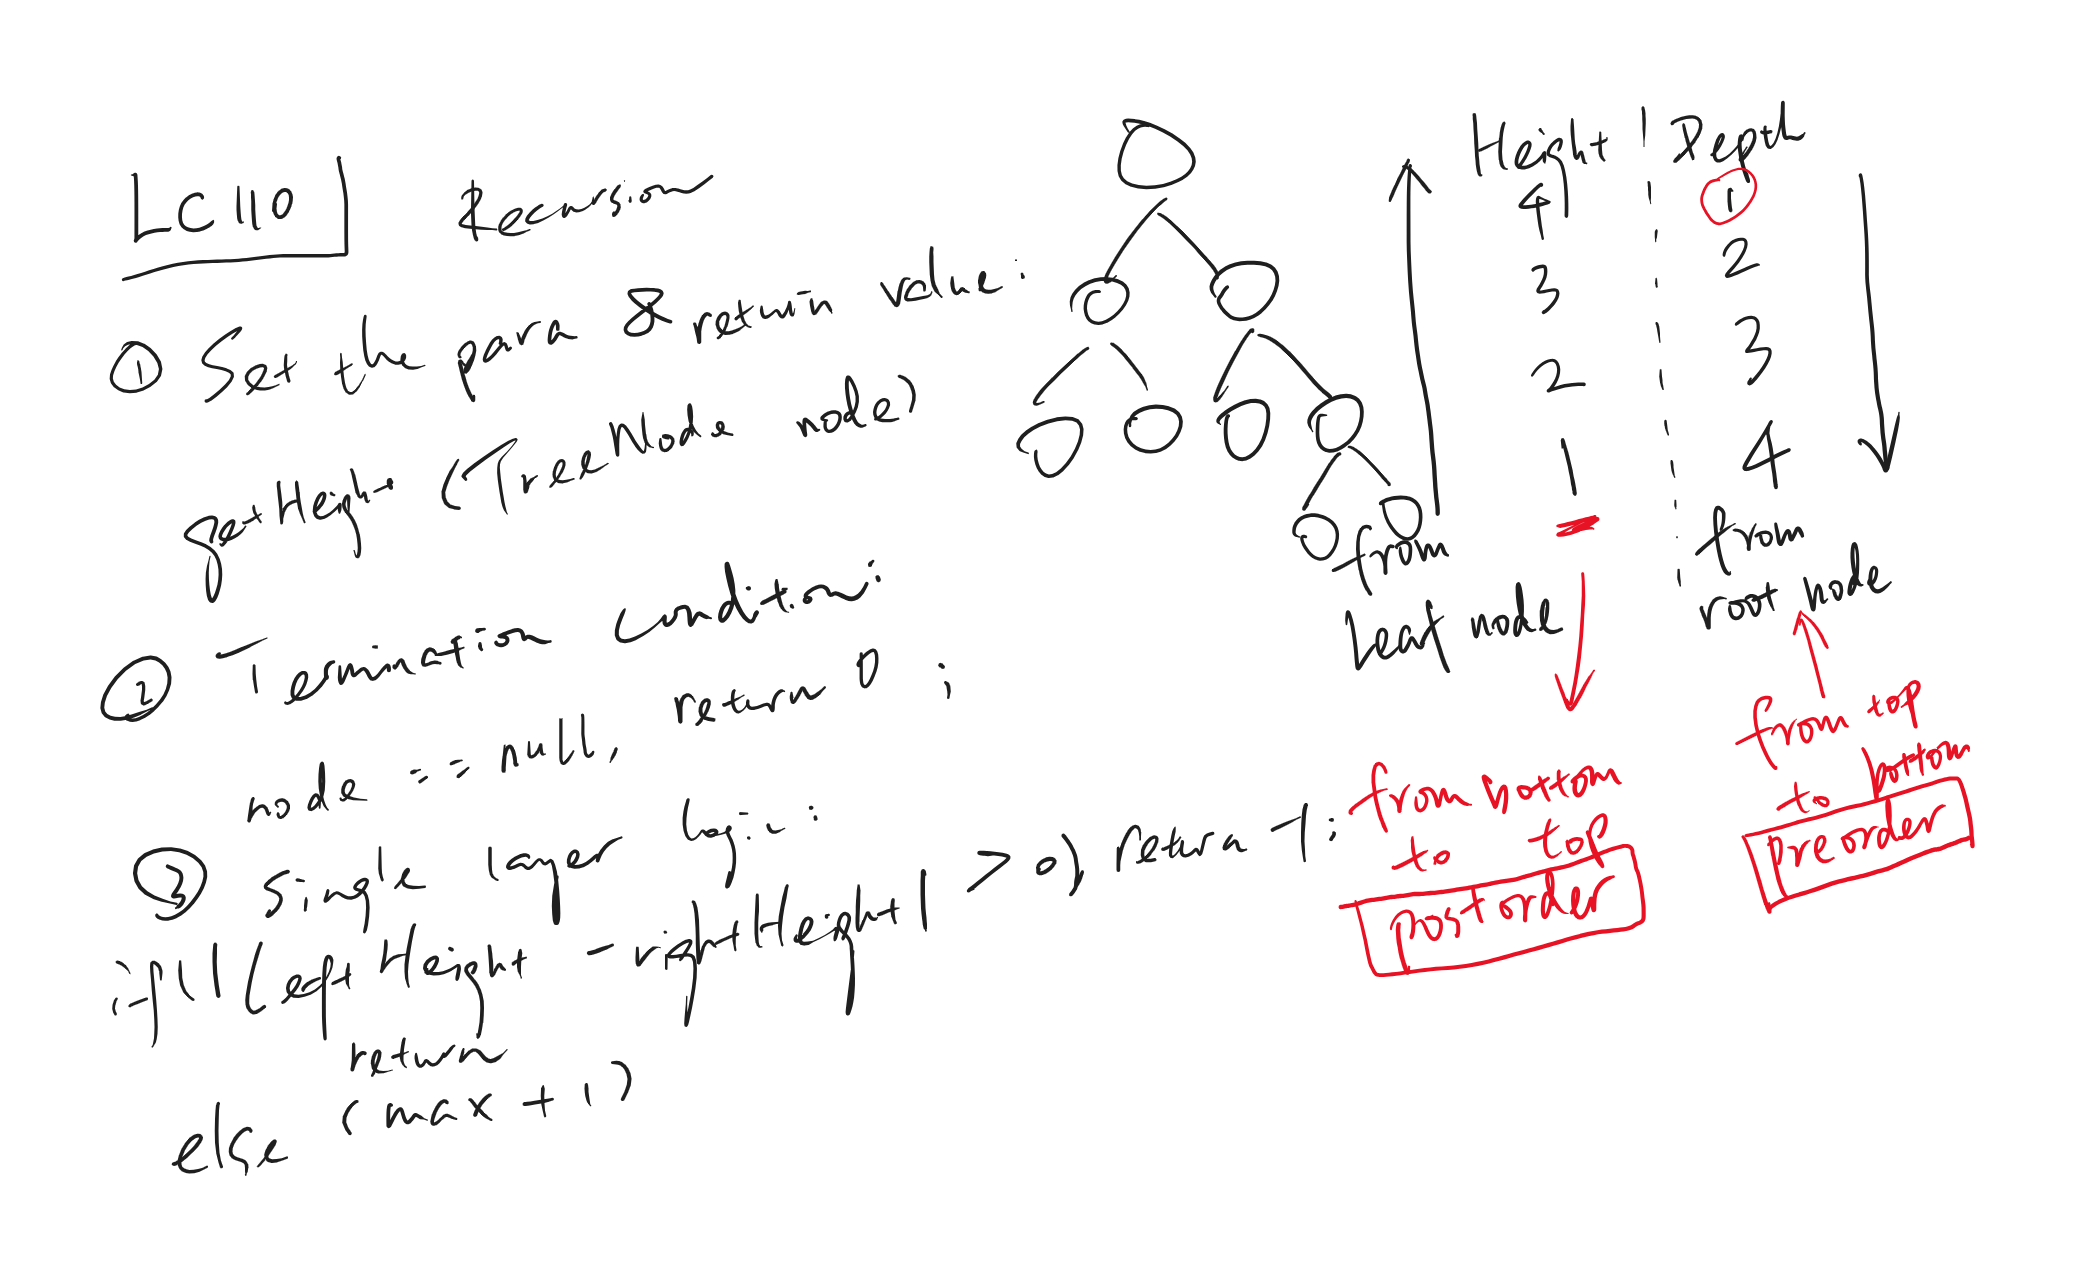 LC110 Recursion
① Set the para & return value:
getHeight (TreeNode node)
② Termination condition:
node == null, return 0 ;
③ single layer logic:
if(|leftHeight - rightHeight| > 0) return -1;
return
else (max + 1)
Height Depth
4 1
3 2
2 3
1 4
from
leaf node
from
root node
from bottom
to top
postorder
from top
to bottom
preorder